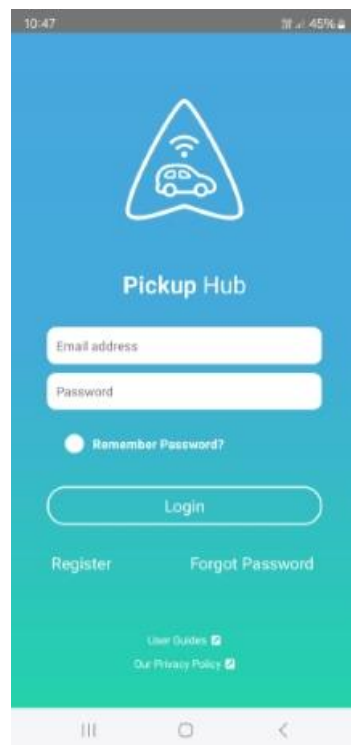 10:47 45%
Pickup Hub
Email address
Password
Remember Password?
Login
Register Forgot Password
User Guides
Our Privacy Policy